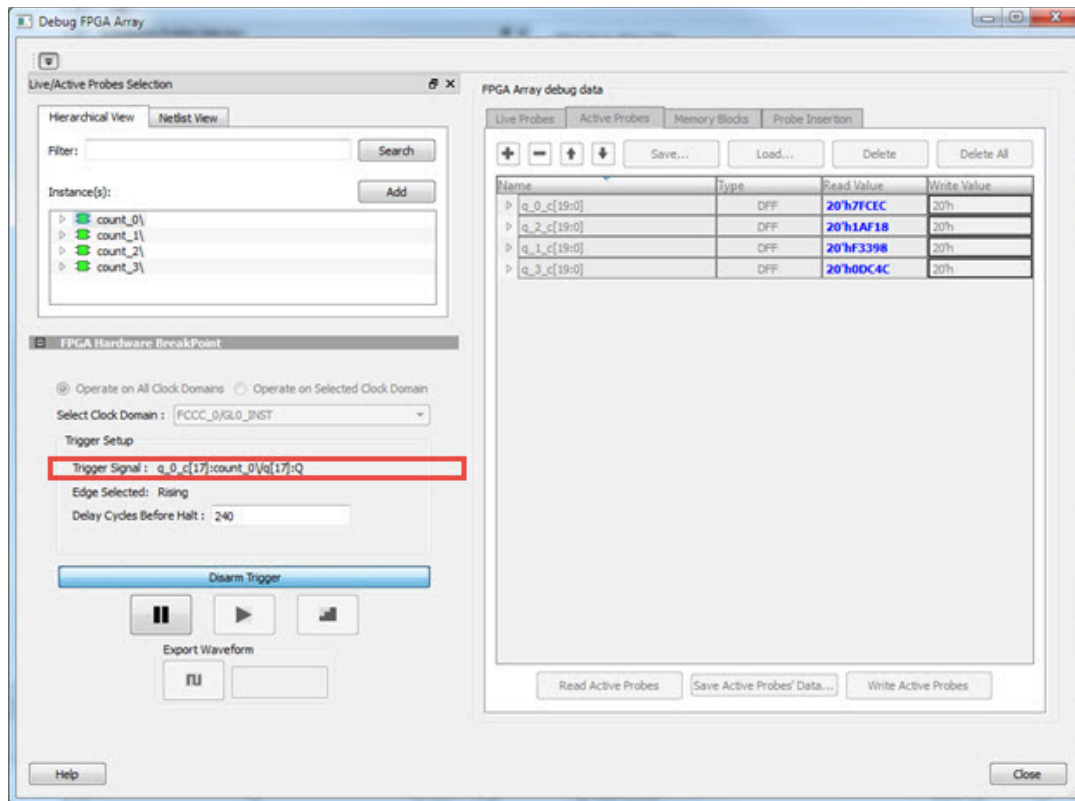 Debug FPGA Array
Live/Active Probes Selection
Hierarchical View Netlist View
Filter: Search
Instance(s): Add
count_0\
count_1\
count_2\
count_3\
FPGA Hardware BreakPoint
Operate on All Clock Domains Operate on Selected Clock Domain
Select Clock Domain : FCCC_0/GL0_INST
Trigger Setup
Trigger Signal : q_0_c[17]:count_0\/q[17]:Q
Edge Selected: Rising
Delay Cycles Before Halt : 240
Disarm Trigger
Export Waveform
FPGA Array debug data
Live Probes Active Probes Memory Blocks Probe Insertion
Save... Load... Delete Delete All
Name Type Read Value Write Value
q_0_c[19:0] DFF 20'h7FCEC 20'h
q_2_c[19:0] DFF 20'h1AF18 20'h
q_1_c[19:0] DFF 20'hF3398 20'h
q_3_c[19:0] DFF 20'h0DC4C 20'h
Read Active Probes Save Active Probes' Data... Write Active Probes
Help Close